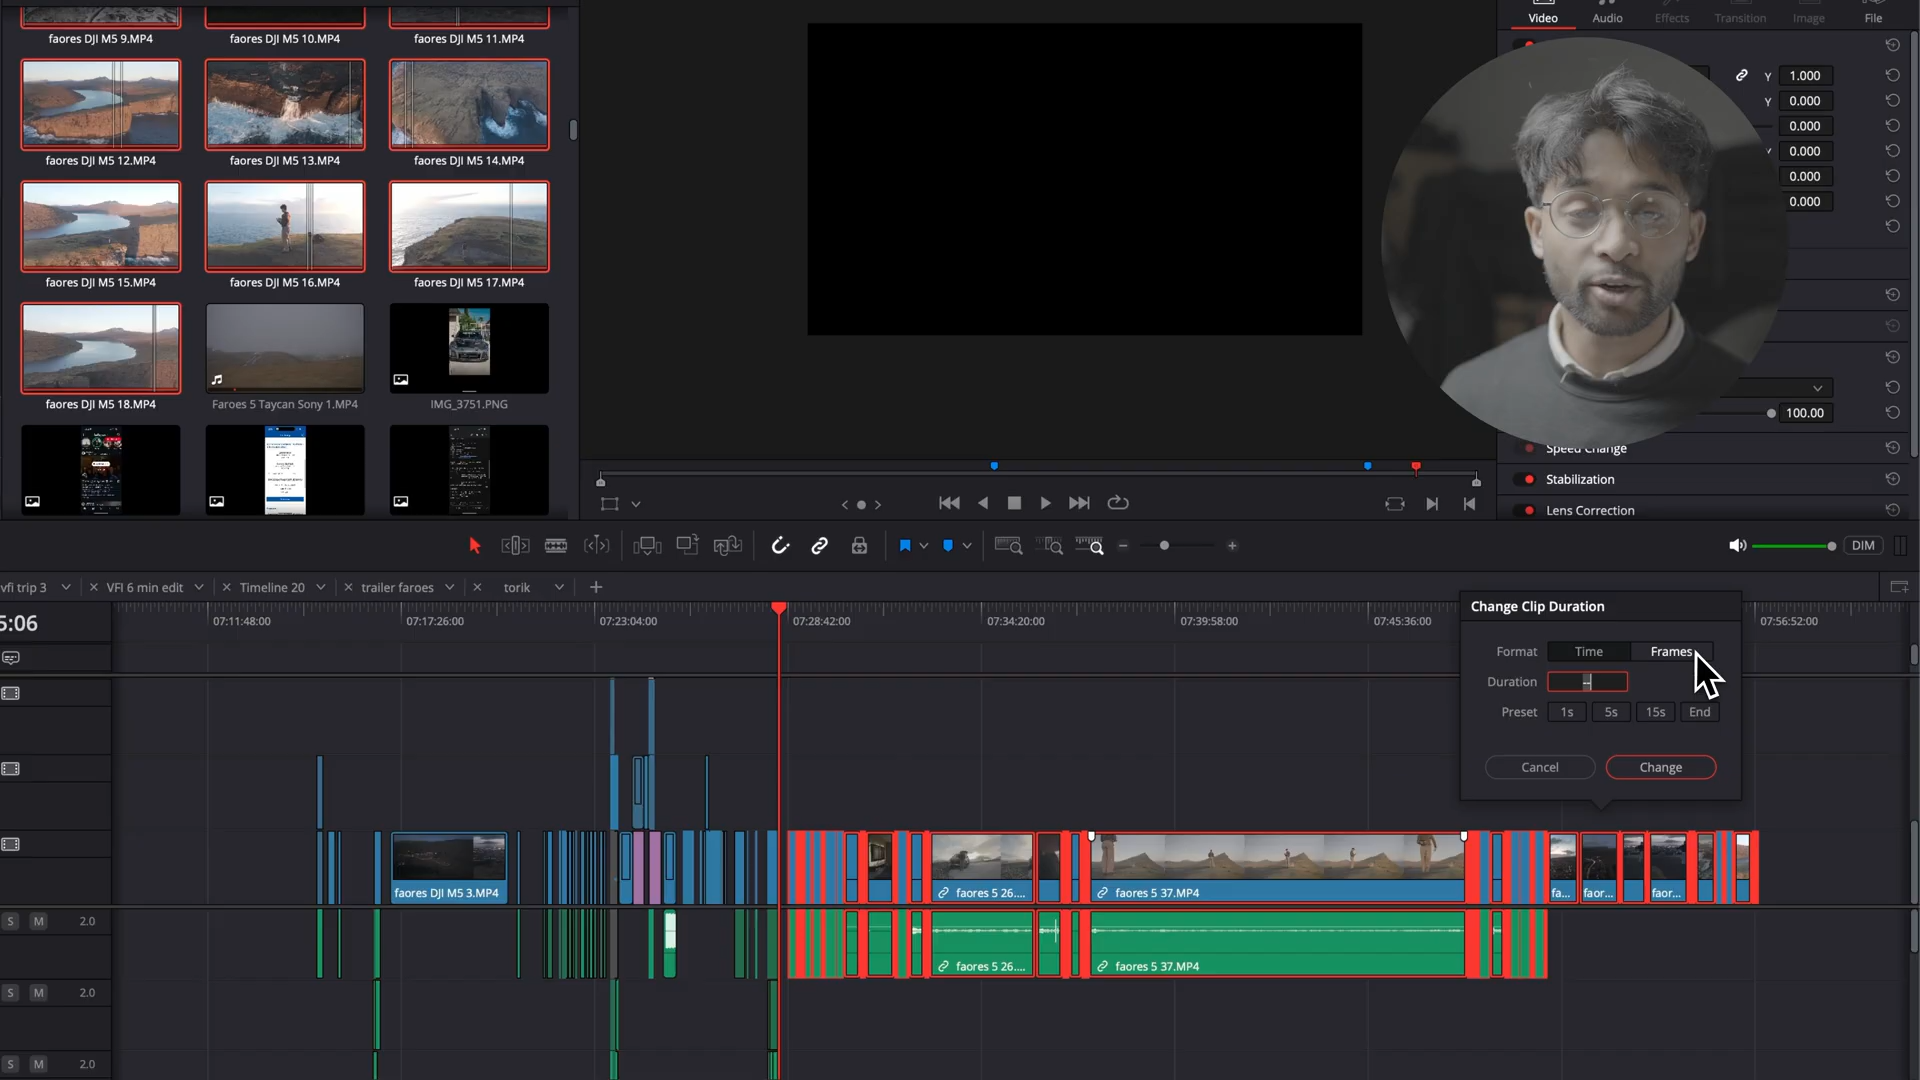 faores DJI M5 9.MP4
faores DJI M5 10.MP4
faores DJI M5 11.MP4
faores DJI M5 12.MP4
faores DJI M5 13.MP4
faores DJI M5 14.MP4
faores DJI M5 15.MP4
faores DJI M5 16.MP4
faores DJI M5 17.MP4
faores DJI M5 18.MP4
Faroes 5 Taycan Sony 1.MP4
IMG_3751.PNG
Video
Audio
Effects
Transition
Image
File
Y 1.000
Y 0.000
0.000
0.000
0.000
0.000
100.00
Speed Change
Stabilization
Lens Correction
DIM
vfi trip 3
VFI 6 min edit
Timeline 20
trailer faroes
torik
5:06
07:11:48:00
07:17:26:00
07:23:04:00
07:28:42:00
07:34:20:00
07:39:58:00
07:45:36:00
07:56:52:00
Change Clip Duration
Format Time Frames
Duration --
Preset 1s 5s 15s End
Cancel Change
faores DJI M5 3.MP4
faores 5 26....
faores 5 37.MP4
fa...
faor...
faor...
S M 2.0
faores 5 26....
faores 5 37.MP4
S M 2.0
S M 2.0